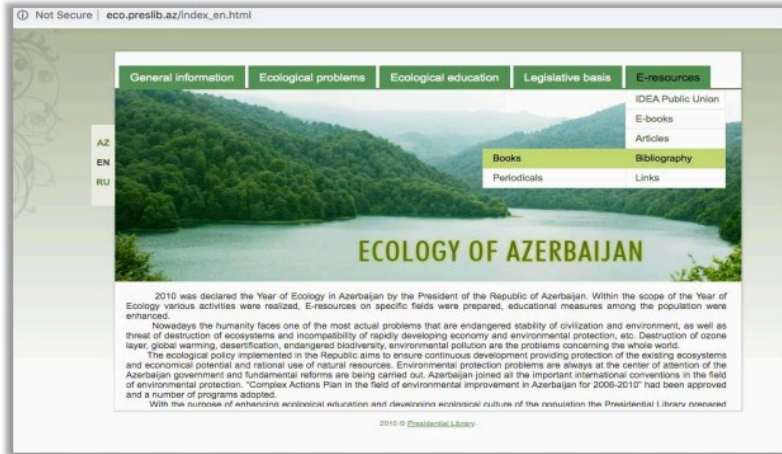 Not Secure | eco.preslib.az/index_en.html
General information Ecological problems Ecological education Legislative basis E-resources
IDEA Public Union
E-books
Articles
Books Bibliography
Periodicals Links
AZ
EN
RU
ECOLOGY OF AZERBAIJAN
2010 was declared the Year of Ecology in Azerbaijan by the President of the Republic of Azerbaijan. Within the scope of the Year of
Ecology various activities were realized, E-resources on specific fields were prepared, educational measures among the population were
enhanced.
Nowadays the humanity faces one of the most actual problems that are endangered stability of civilization and environment, as well as
threat of destruction of ecosystems and incompatibility of rapidly developing economy and environmental protection, etc. Destruction of ozone
layer, global warming, desertification, endangered biodiversity, environmental pollution are the problems concerning the whole world.
The ecological policy implemented in the Republic aims to ensure continuous development providing protection of the existing ecosystems
and economical potential and rational use of natural resources. Environmental protection problems are always at the center of attention of the
Azerbaijan government and fundamental reforms are being carried out. Azerbaijan joined all the important international conventions in the field
of environmental protection. "Complex Actions Plan in the field of environmental improvement in Azerbaijan for 2006-2010" had been approved
and a number of programs adopted.
With the purpose of enhancing ecological education and developing ecological culture of the population the Presidential Library prepared
2010 © Presidential Library.